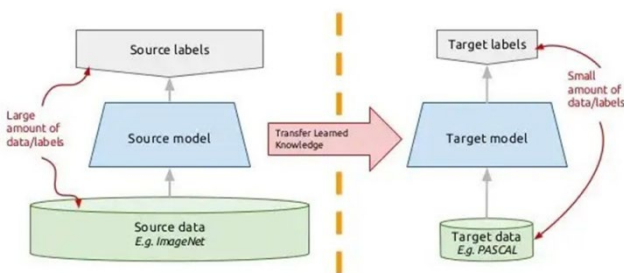 Source labels
Large
amount of
data/labels
Source model
Source data
E.g. ImageNet
Transfer Learned
Knowledge
Target labels
Small
amount of
data/labels
Target model
Target data
E.g. PASCAL